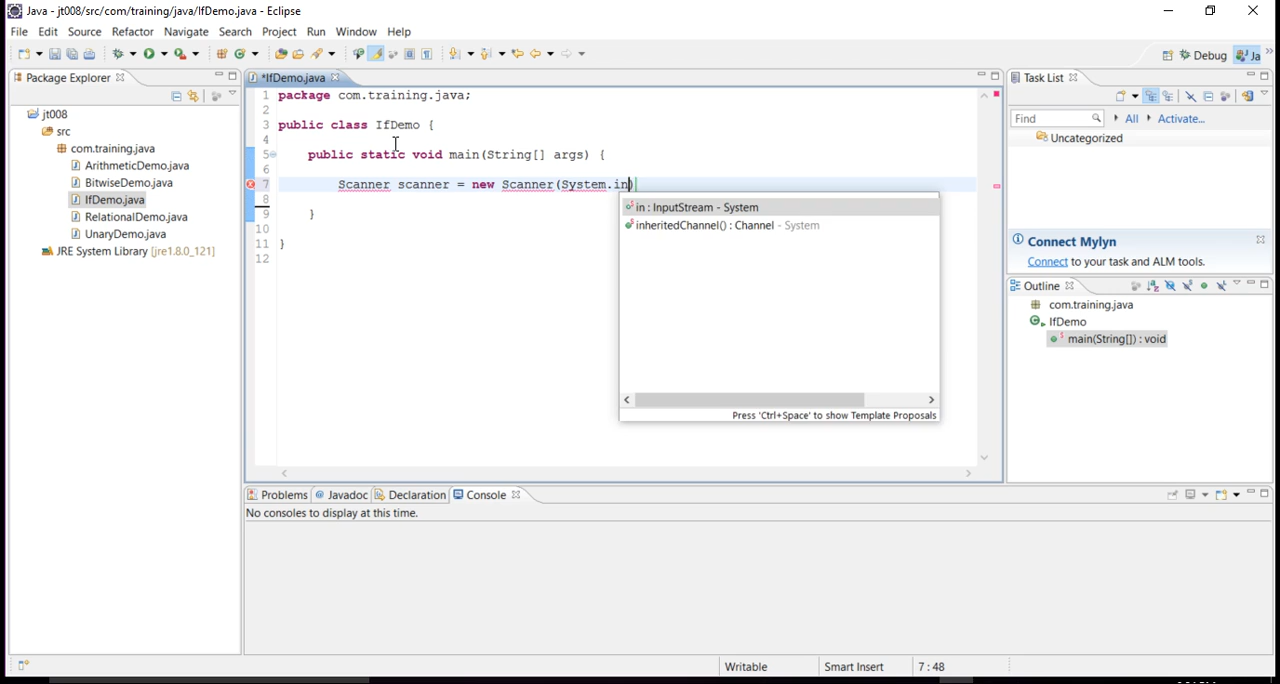 Java - jt008/src/com/training/java/IfDemo.java - Eclipse
File Edit Source Refactor Navigate Search Project Run Window Help
Debug Ja
Package Explorer
jt008
src
com.training.java
ArithmeticDemo.java
BitwiseDemo.java
IfDemo.java
RelationalDemo.java
UnaryDemo.java
JRE System Library [jre1.8.0_121]
*IfDemo.java
1 package com.training.java;
2
3 public class IfDemo {
4
5 public static void main(String[] args) {
6
7 Scanner scanner = new Scanner(System.in)
8
9 }
10
11 }
12
in : InputStream - System
inheritedChannel() : Channel - System
Press 'Ctrl+Space' to show Template Proposals
Task List
Find All Activate...
Uncategorized
Connect Mylyn
Connect to your task and ALM tools.
Outline
com.training.java
IfDemo
main(String[]) : void
Problems Javadoc Declaration Console
No consoles to display at this time.
Writable Smart Insert 7 : 48